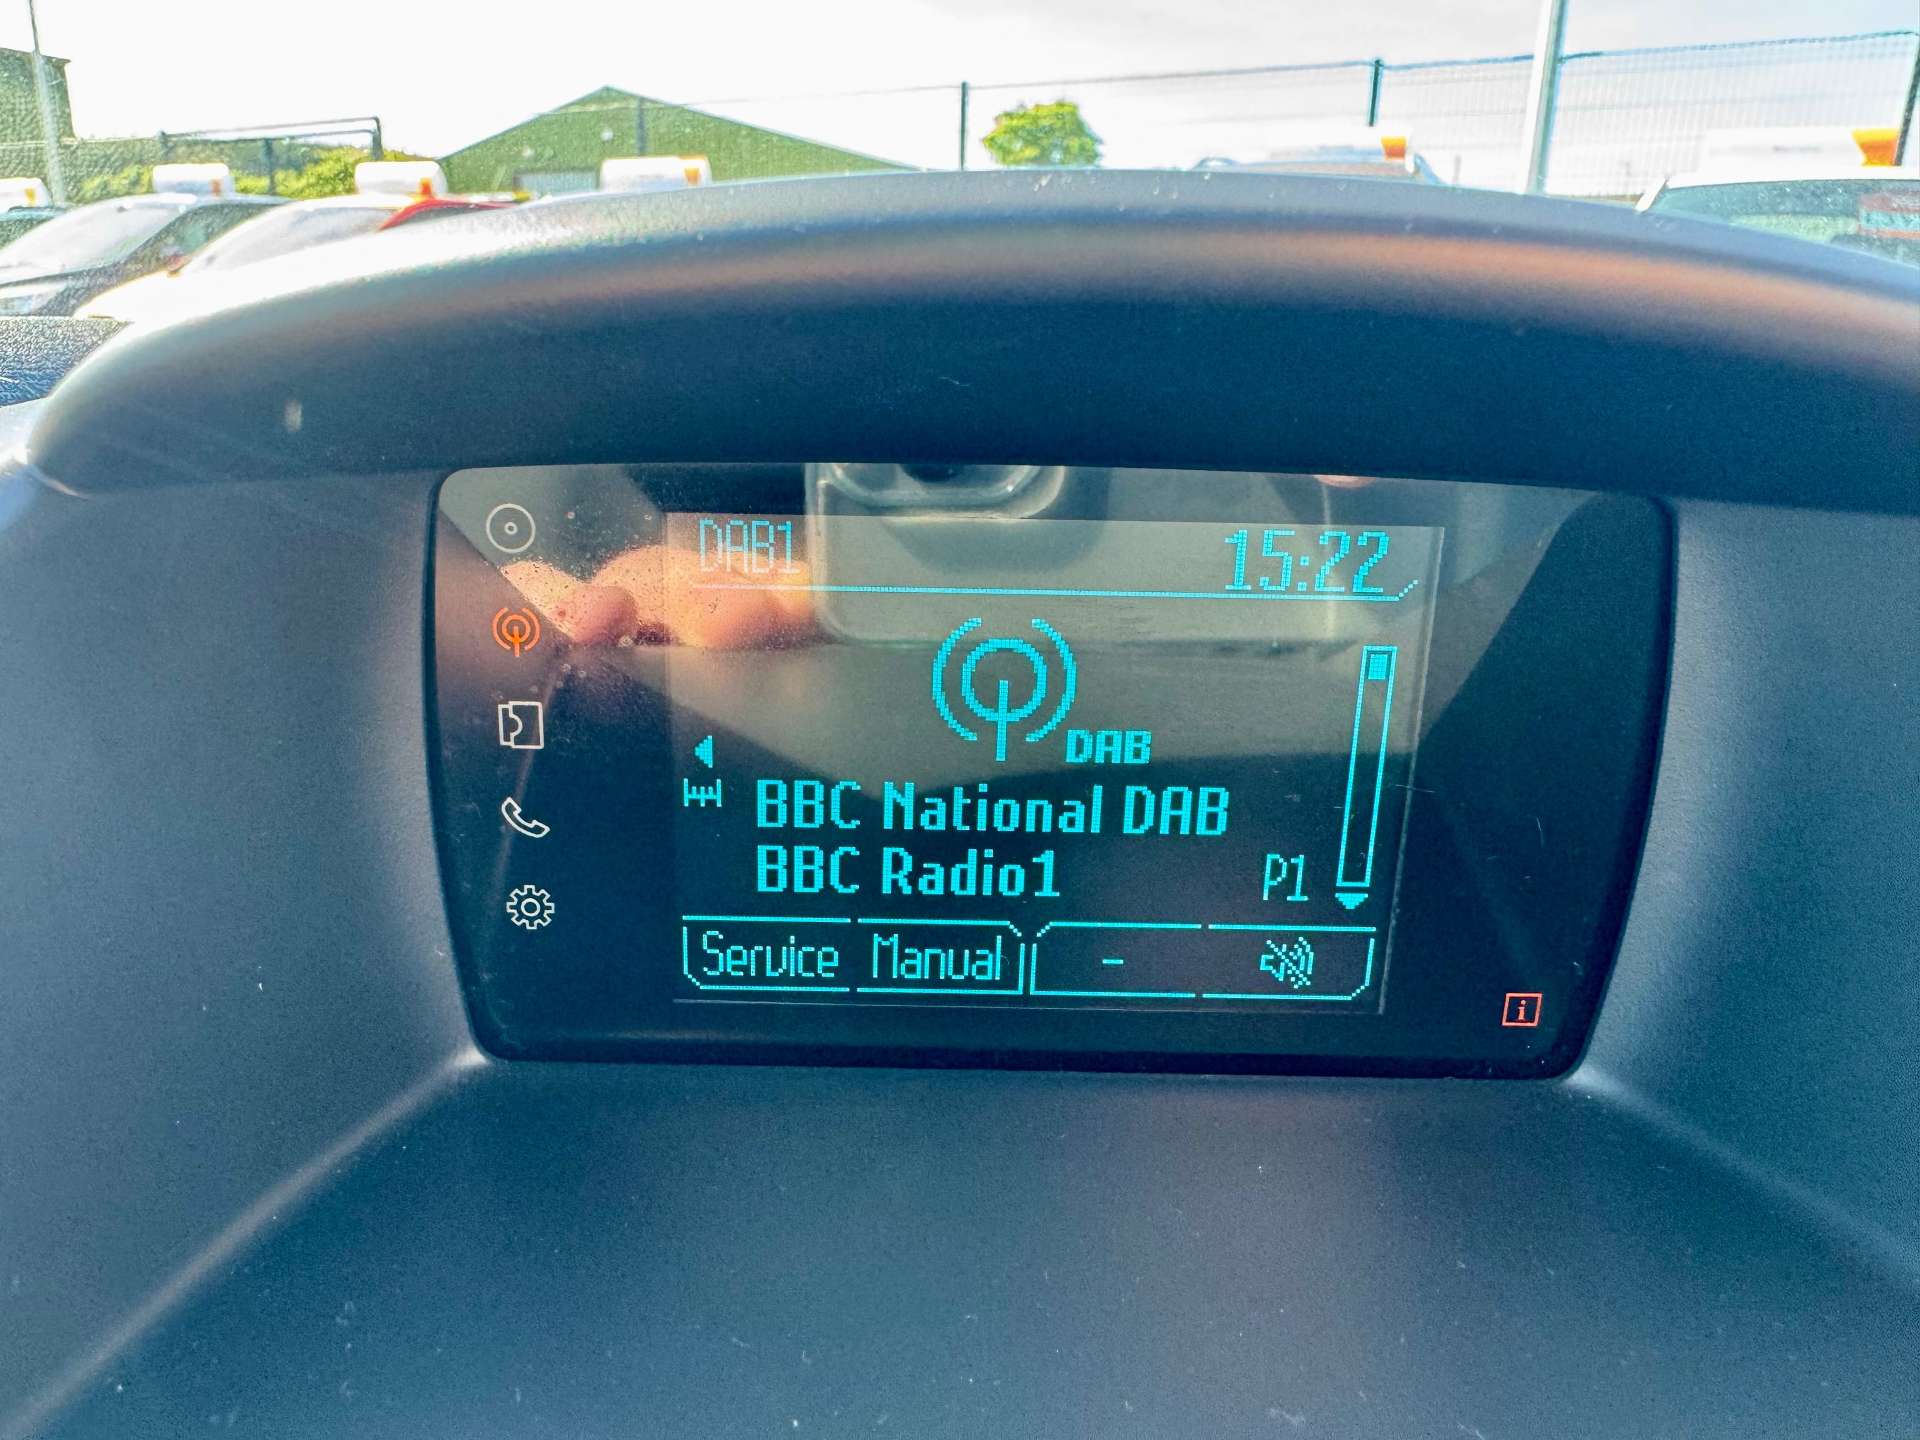 DAB1 15:22
DAB
BBC National DAB
BBC Radio1 P1
Service Manual -
i